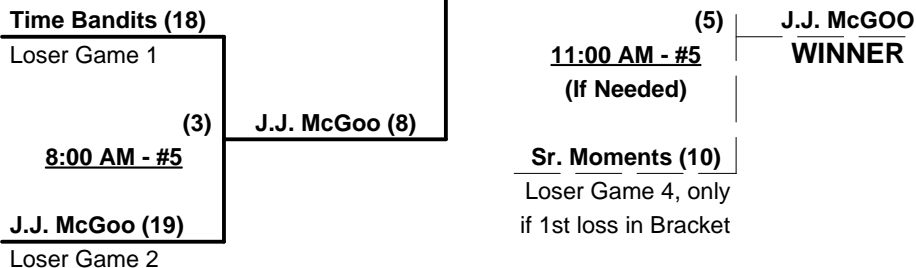 Time Bandits (18)
Loser Game 1
(3)
8:00 AM - #5
J.J. McGoo (8)
J.J. McGoo (19)
Loser Game 2
(5)
11:00 AM - #5
(If Needed)
J.J. McGOO
WINNER
Sr. Moments (10)
Loser Game 4, only
if 1st loss in Bracket